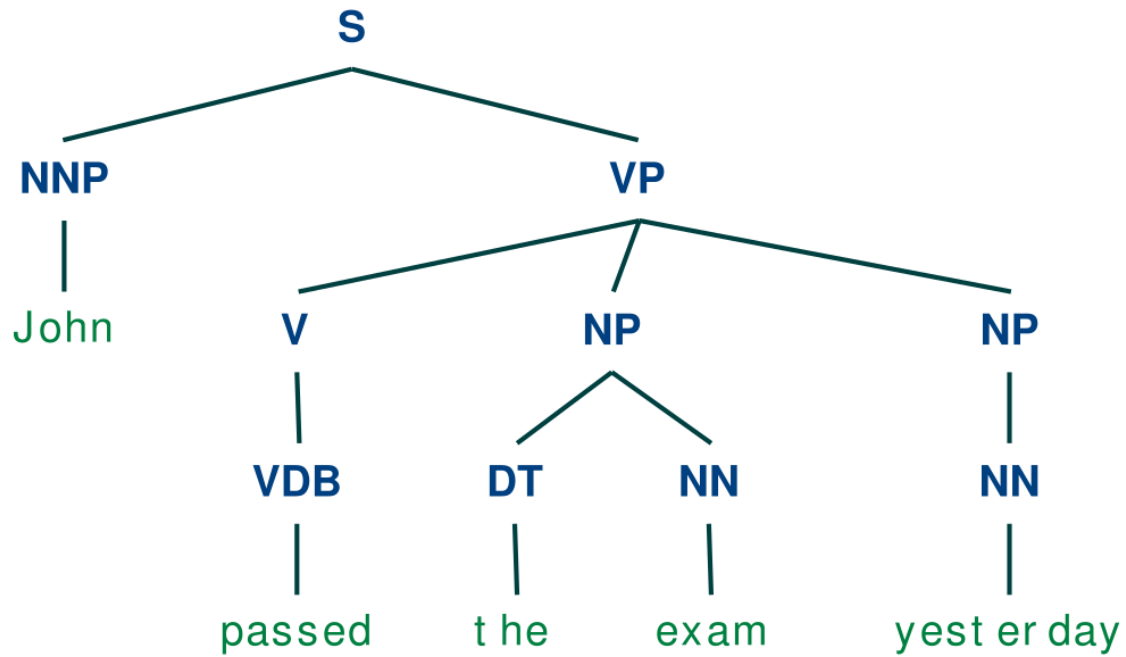 S
NNP VP
John V NP NP
VDB DT NN NN
passed the exam yesterday